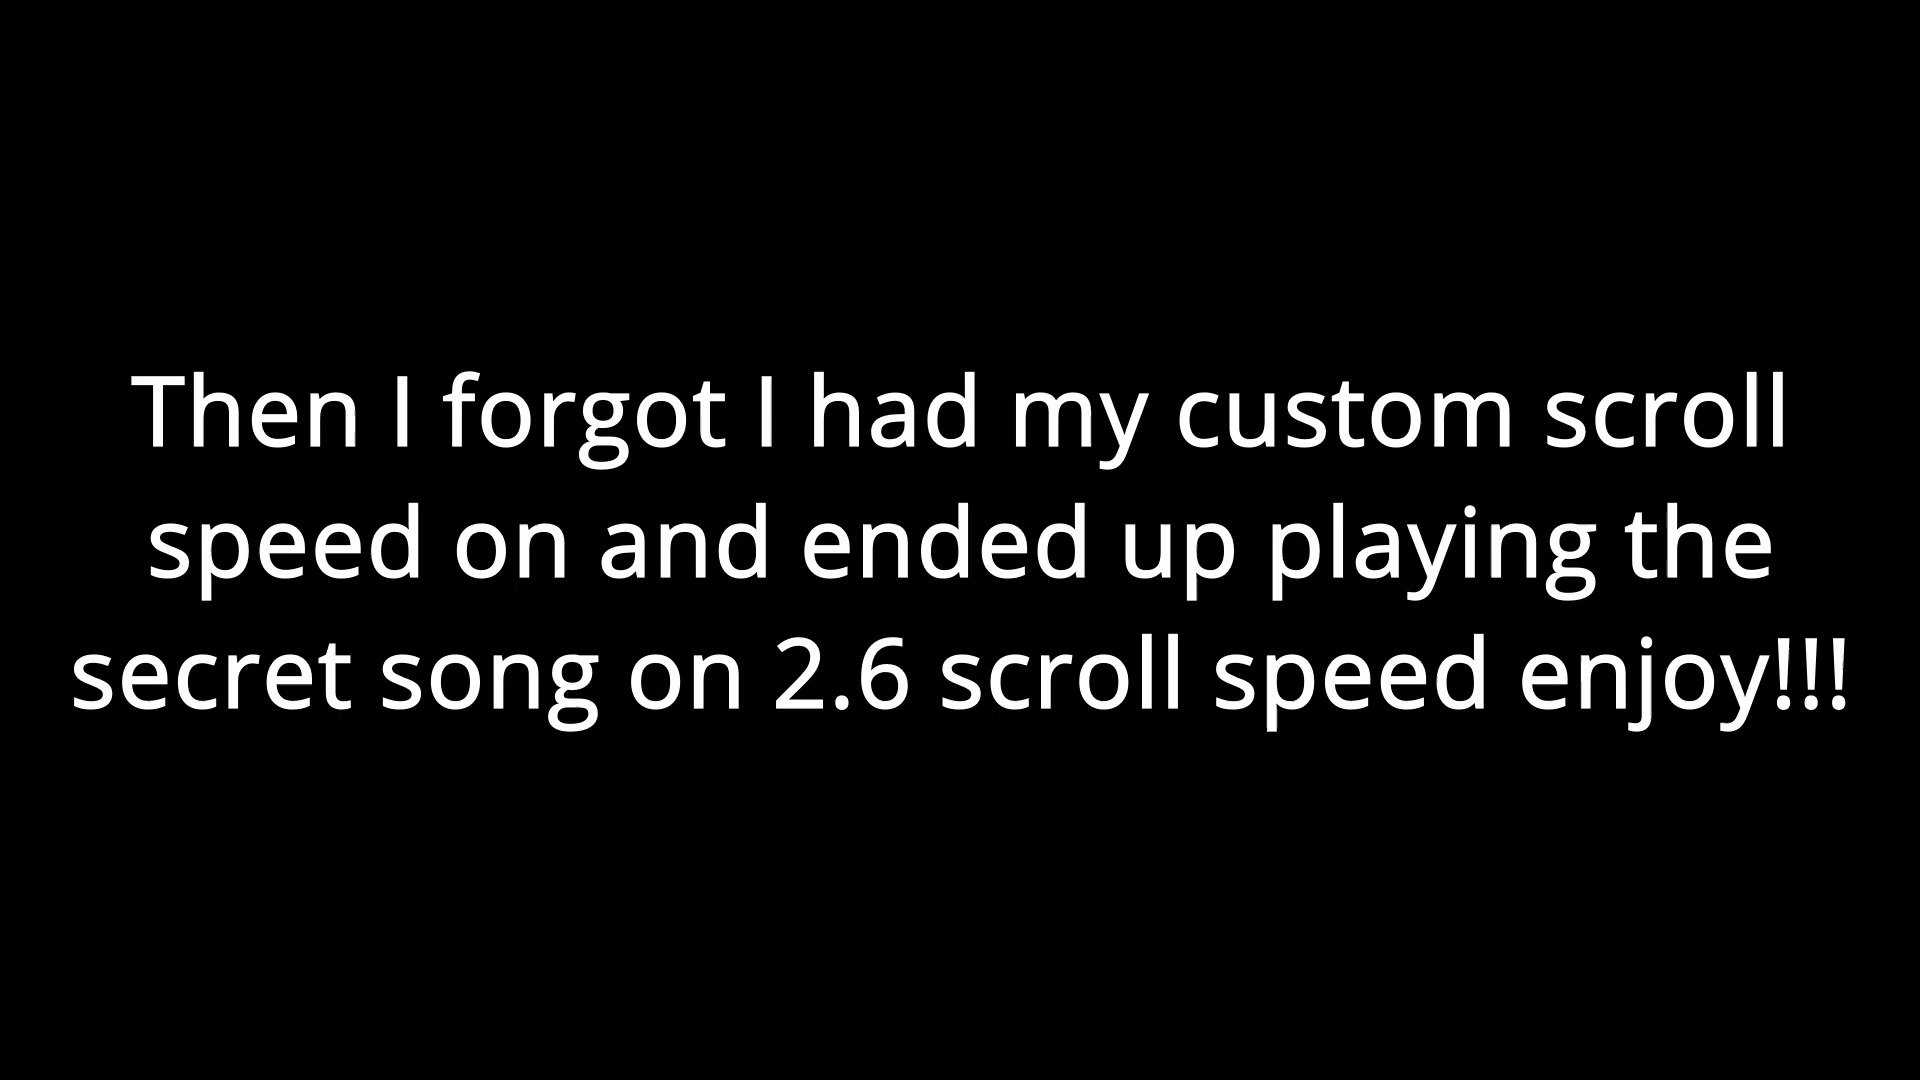 Then I forgot I had my custom scroll
speed on and ended up playing the
secret song on 2.6 scroll speed enjoy!!!